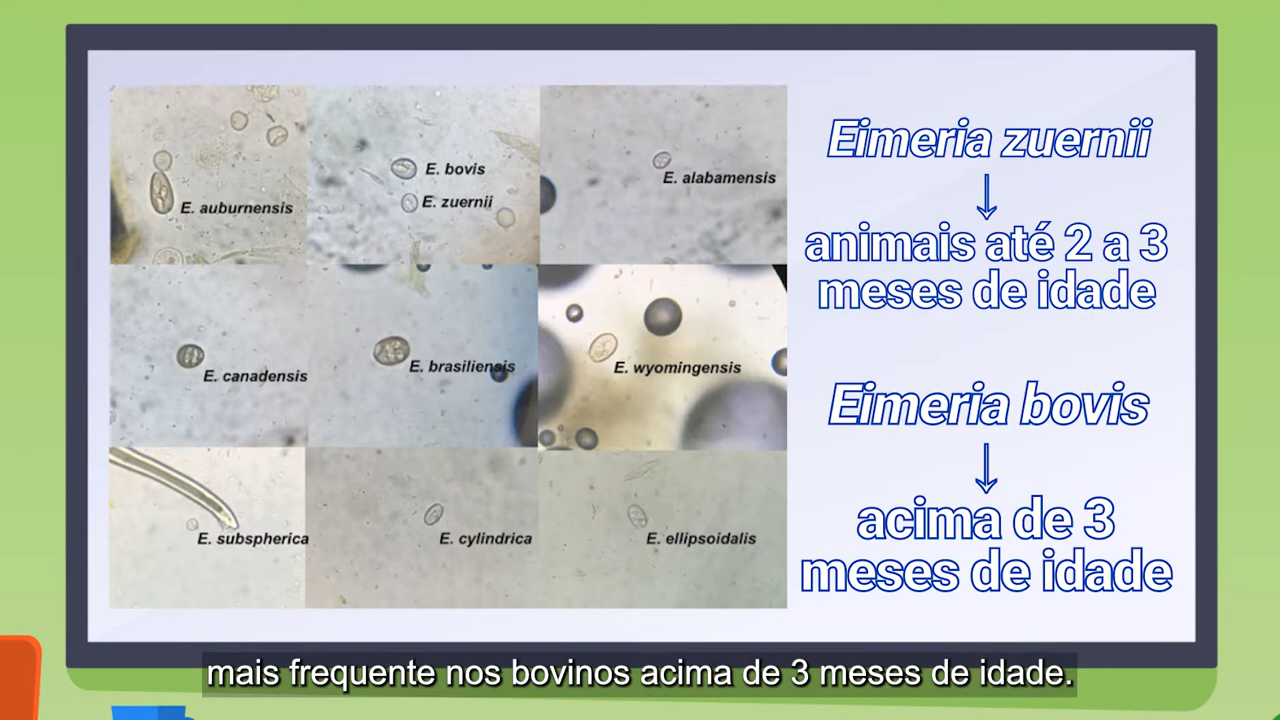 E. auburnensis
E. bovis
E. zuernii
E. alabamensis
E. canadensis
E. brasiliensis
E. wyomingensis
E. subspherica
E. cylindrica
E. ellipsoidalis
Eimeria zuernii
↓
animais até 2 a 3
meses de idade
Eimeria bovis
↓
acima de 3
meses de idade
mais frequente nos bovinos acima de 3 meses de idade.